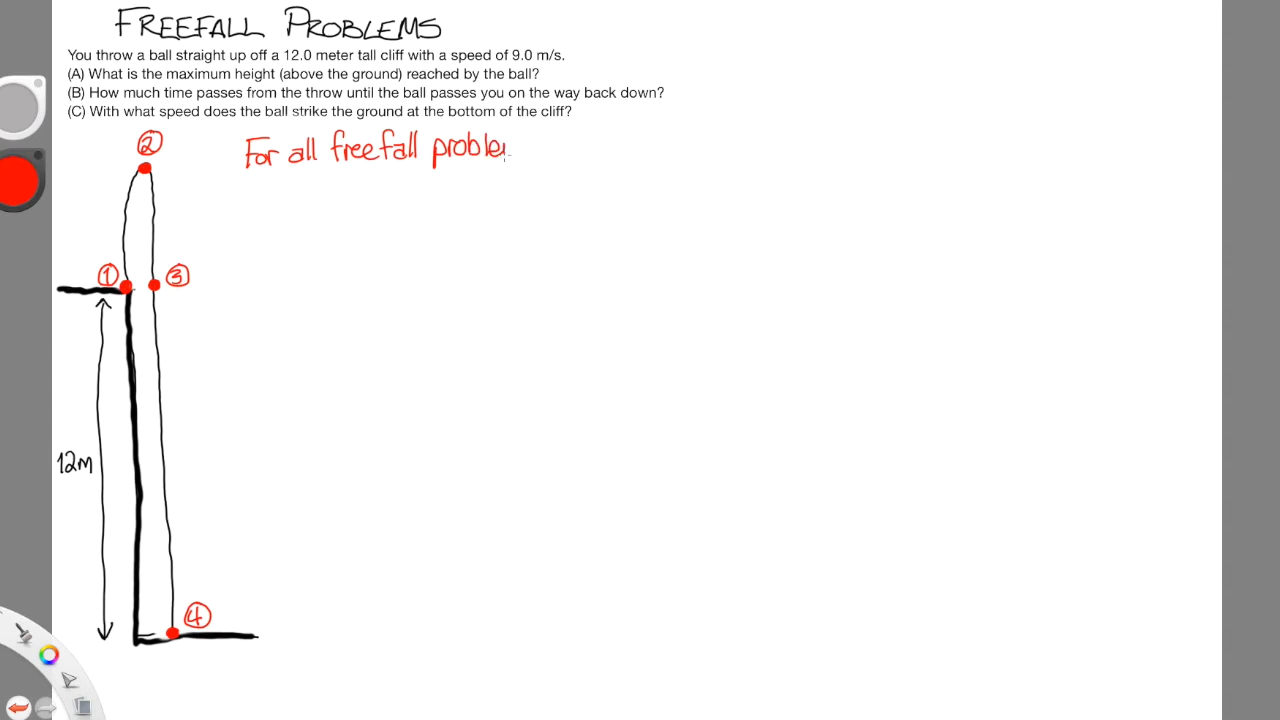 FREEFALL PROBLEMS
You throw a ball straight up off a 12.0 meter tall cliff with a speed of 9.0 m/s.
(A) What is the maximum height (above the ground) reached by the ball?
(B) How much time passes from the throw until the ball passes you on the way back down?
(C) With what speed does the ball strike the ground at the bottom of the cliff?
2
For all freefall proble
1
3
12m
4